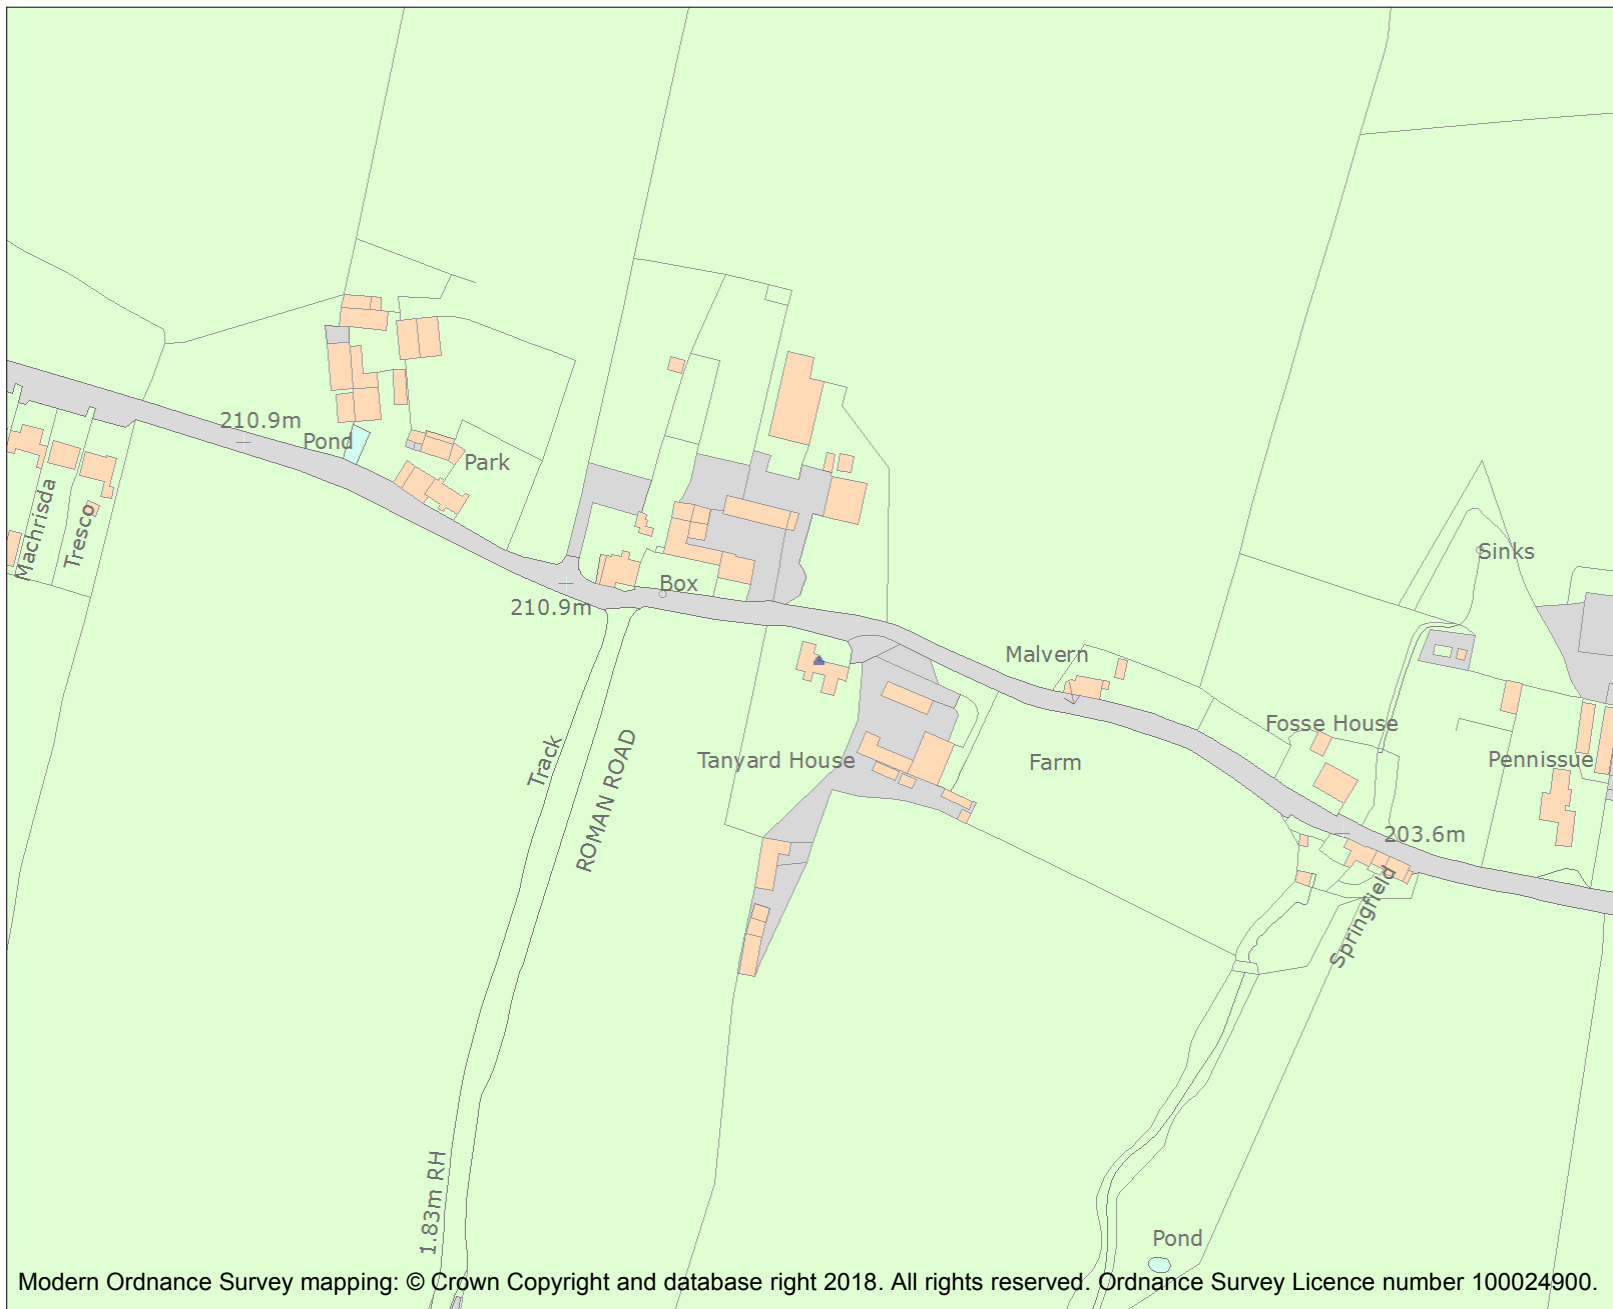 210.9m
Pond
Park
Machrisda
Tresco
Sinks
Box
210.9m
Malvern
Fosse House
Track
ROMAN ROAD
Tanyard House
Farm
Pennissue
203.6m
Springfield
1.83m RH
Pond
Modern Ordnance Survey mapping: © Crown Copyright and database right 2018. All rights reserved. Ordnance Survey Licence number 100024900.